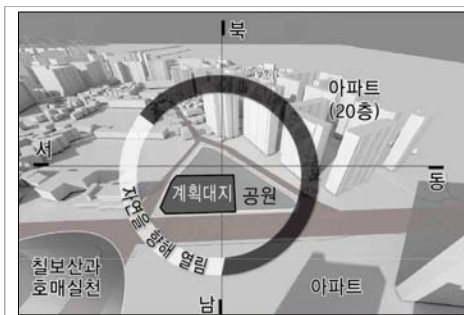 북
아파트
(20층)
서
동
계획대지
공원
자연을 향해 열림
칠보산과
호매실천
남
아파트